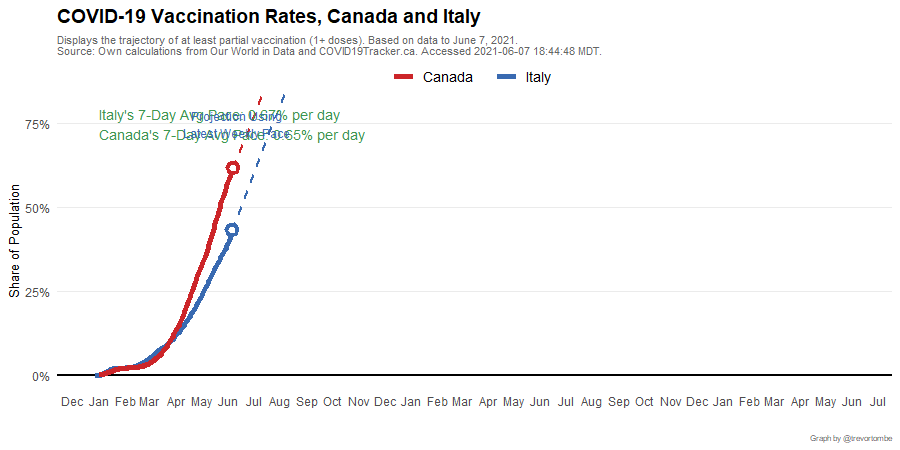 COVID-19 Vaccination Rates, Canada and Italy
Displays the trajectory of at least partial vaccination (1+ doses). Based on data to June 7, 2021.
Source: Own calculations from Our World in Data and COVID19Tracker.ca. Accessed 2021-06-07 18:44:48 MDT.
Canada Italy
Italy's 7-Day Avg Pace: % per day
Projection Using
Canada's 7-Day Avg Pace: 0.65% per day
Latest Weekly Pace
75%
50%
25%
0%
Share of Population
Dec Jan Feb Mar Apr May Jun Jul Aug Sep Oct Nov Dec Jan Feb Mar Apr May Jun Jul Aug Sep Oct Nov Dec Jan Feb Mar Apr May Jun Jul
Graph by @trevortombe